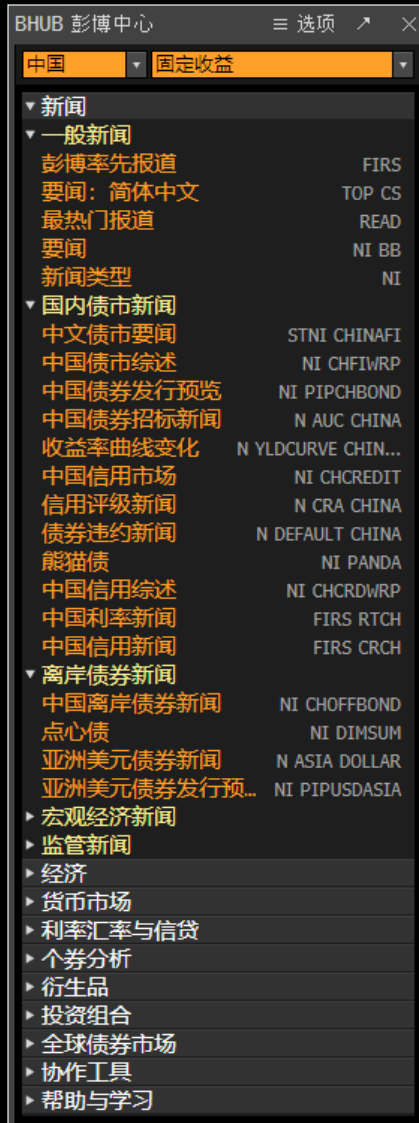 BHUB 彭博中心 选项
中国 固定收益
新闻
一般新闻
彭博率先报道 FIRS
要闻：简体中文 TOP CS
最热门报道 READ
要闻 NI BB
新闻类型 NI
国内债市新闻
中文债市要闻 STNI CHINAFI
中国债市综述 NI CHFIWRP
中国债券发行预览 NI PIPCHBOND
中国债券招标新闻 N AUC CHINA
收益率曲线变化 N YLDCURVE CHIN...
中国信用市场 NI CHCREDIT
信用评级新闻 N CRA CHINA
债券违约新闻 N DEFAULT CHINA
熊猫债 NI PANDA
中国信用综述 NI CHCRDWRP
中国利率新闻 FIRS RTCH
中国信用新闻 FIRS CRCH
离岸债券新闻
中国离岸债券新闻 NI CHOFFBOND
点心债 NI DIMSUM
亚洲美元债券新闻 N ASIA DOLLAR
亚洲美元债券发行预... NI PIPUSDASIA
宏观经济新闻
监管新闻
经济
货币市场
利率汇率与信贷
个券分析
衍生品
投资组合
全球债券市场
协作工具
帮助与学习